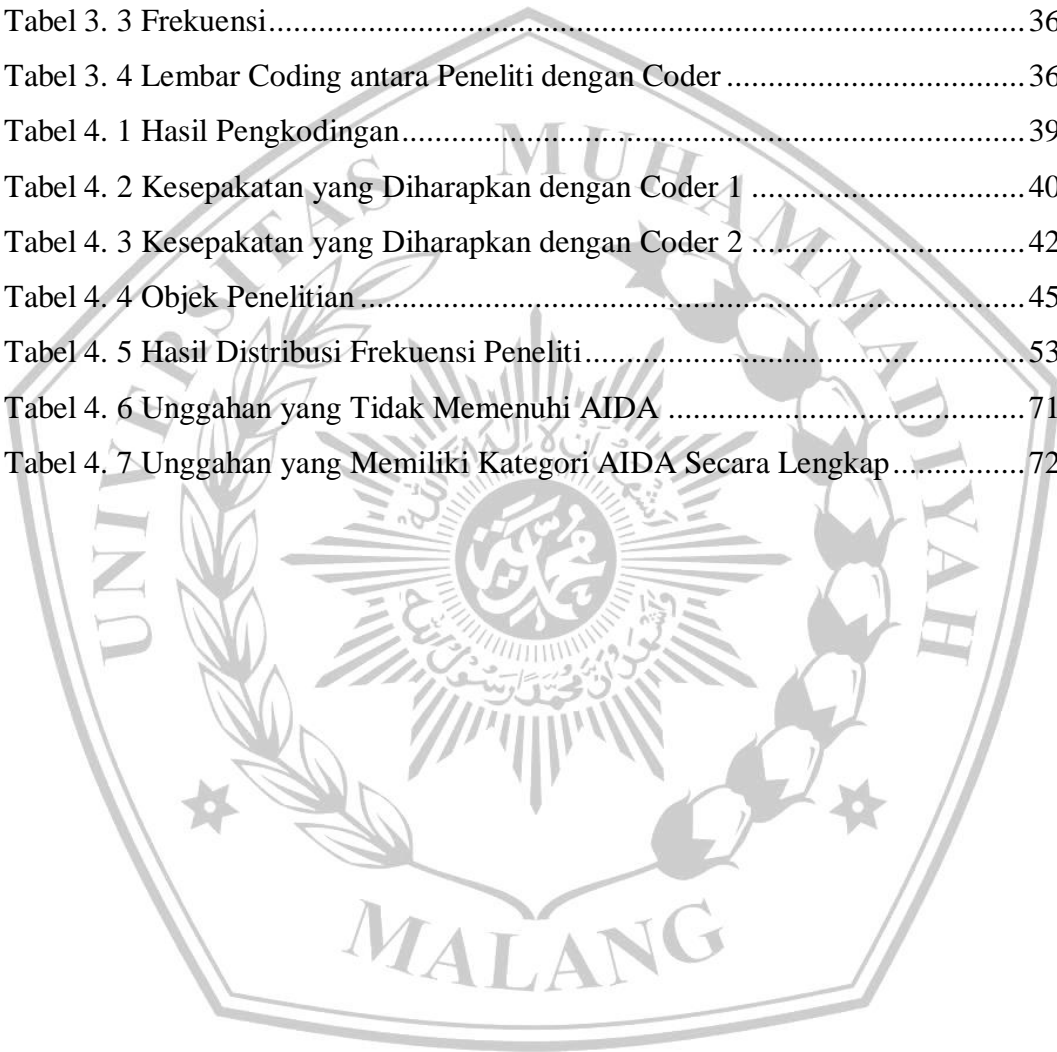 Tabel 3. 3 Frekuensi.......................................................................................................36
Tabel 3. 4 Lembar Coding antara Peneliti dengan Coder ........................................36
Tabel 4. 1 Hasil Pengkodingan...................................................................................39
Tabel 4. 2 Kesepakatan yang Diharapkan dengan Coder 1 .....................................40
Tabel 4. 3 Kesepakatan yang Diharapkan dengan Coder 2 .....................................42
Tabel 4. 4 Objek Penelitian.........................................................................................45
Tabel 4. 5 Hasil Distribusi Frekuensi Peneliti...........................................................53
Tabel 4. 6 Unggahan yang Tidak Memenuhi AIDA ................................................71
Tabel 4. 7 Unggahan yang Memiliki Kategori AIDA Secara Lengkap...................72
UNIVERSITAS MUHAMMADIYAH
MALANG